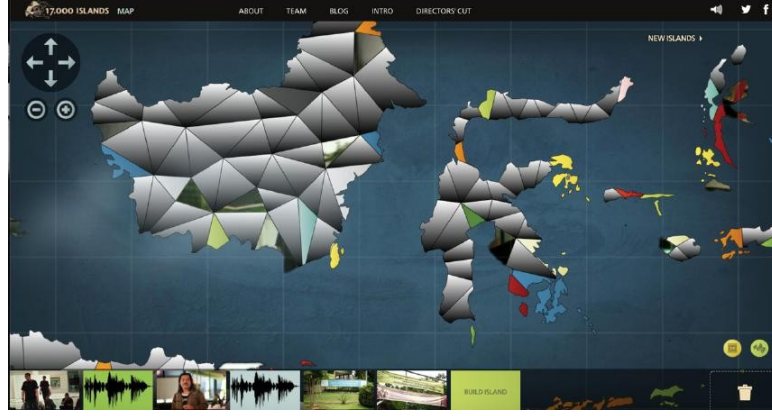 17.000 ISLANDS MAP ABOUT TEAM BLOG INTRO DIRECTORS' CUT
NEW ISLANDS
BUILD ISLAND